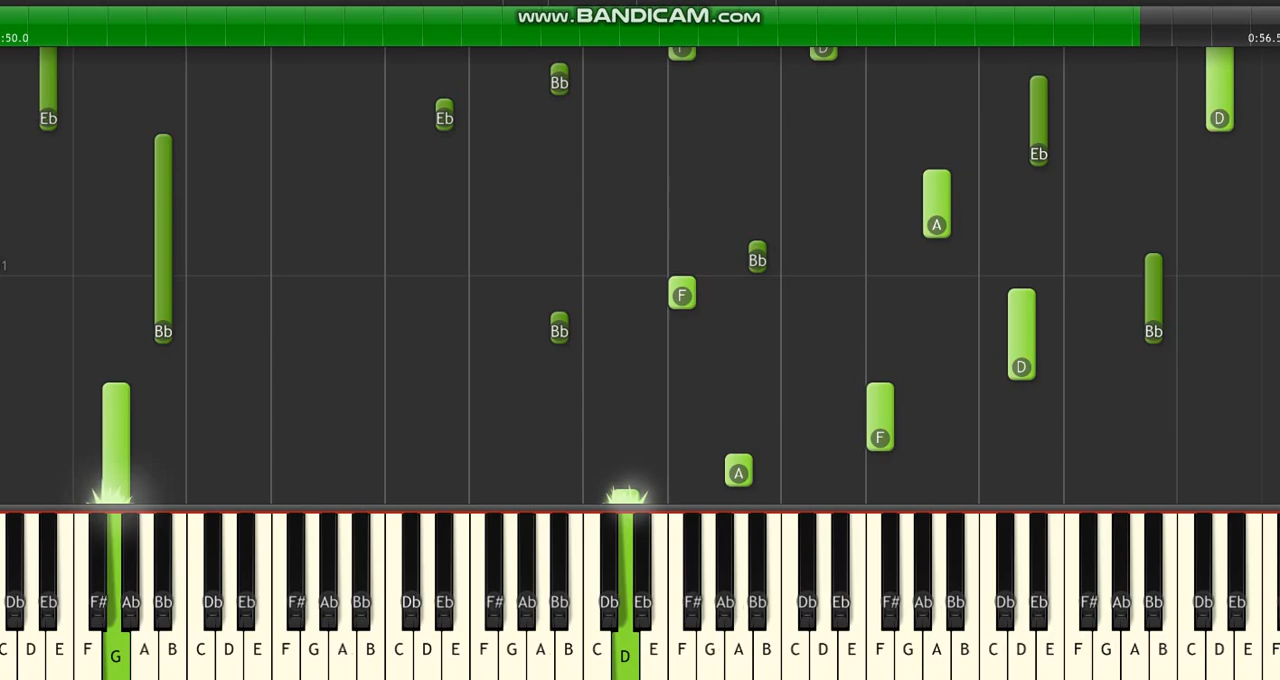 www.BANDICAM.com
:50.0 0:56.5
D
Eb Bb Eb Bb Eb D
A
1 Bb
F
Bb Bb D Bb
F
A
Db Eb F# Ab Bb Db Eb F# Ab Bb Db Eb F# Ab Bb Db Eb F# Ab Bb Db Eb F# Ab Bb Db Eb F# Ab Bb Db Eb
C D E F G A B C D E F G A B C D E F G A B C D E F G A B C D E F G A B C D E F G A B C D E F